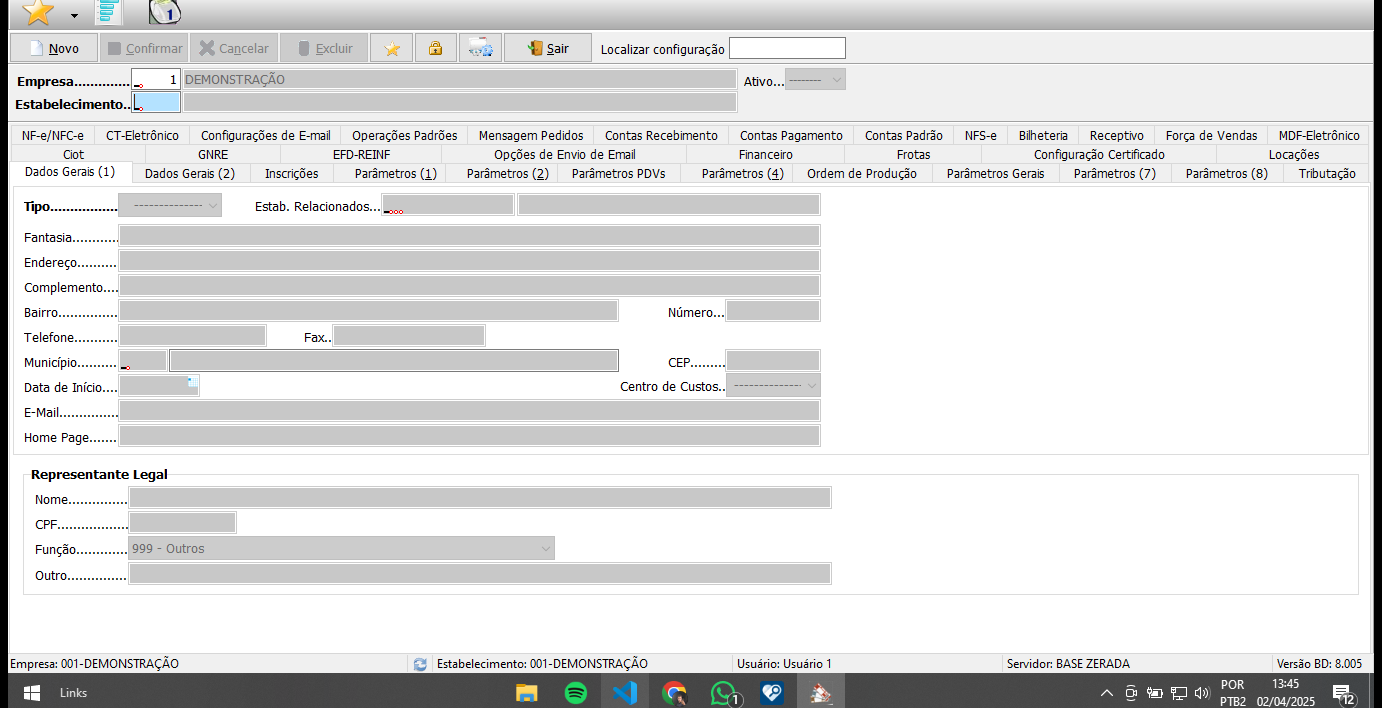 1
Novo Confirmar Cancelar Excluir Sair Localizar configuração
Empresa.............. 1 DEMONSTRAÇÃO Ativo... --------
Estabelecimento..
NF-e/NFC-e CT-Eletrônico Configurações de E-mail Operações Padrões Mensagem Pedidos Contas Recebimento Contas Pagamento Contas Padrão NFS-e Bilheteria Receptivo Força de Vendas MDF-Eletrônico
Ciot GNRE EFD-REINF Opções de Envio de Email Financeiro Frotas Configuração Certificado Locações
Dados Gerais (1) Dados Gerais (2) Inscrições Parâmetros (1) Parâmetros (2) Parâmetros PDVs Parâmetros (4) Ordem de Produção Parâmetros Gerais Parâmetros (7) Parâmetros (8) Tributação
Tipo................. --------------- Estab. Relacionados...
Fantasia............
Endereço..........
Complemento....
Bairro............... Número...
Telefone........... Fax..
Município.......... CEP.........
Data de Início.... Centro de Custos.. ---------------
E-Mail...............
Home Page.......
Representante Legal
Nome...............
CPF..................
Função............. 999 - Outros
Outro...............
Empresa: 001-DEMONSTRAÇÃO Estabelecimento: 001-DEMONSTRAÇÃO Usuário: Usuário 1 Servidor: BASE ZERADA Versão BD: 8.005
Links 1 POR 13:45
PTB2 02/04/2025 12